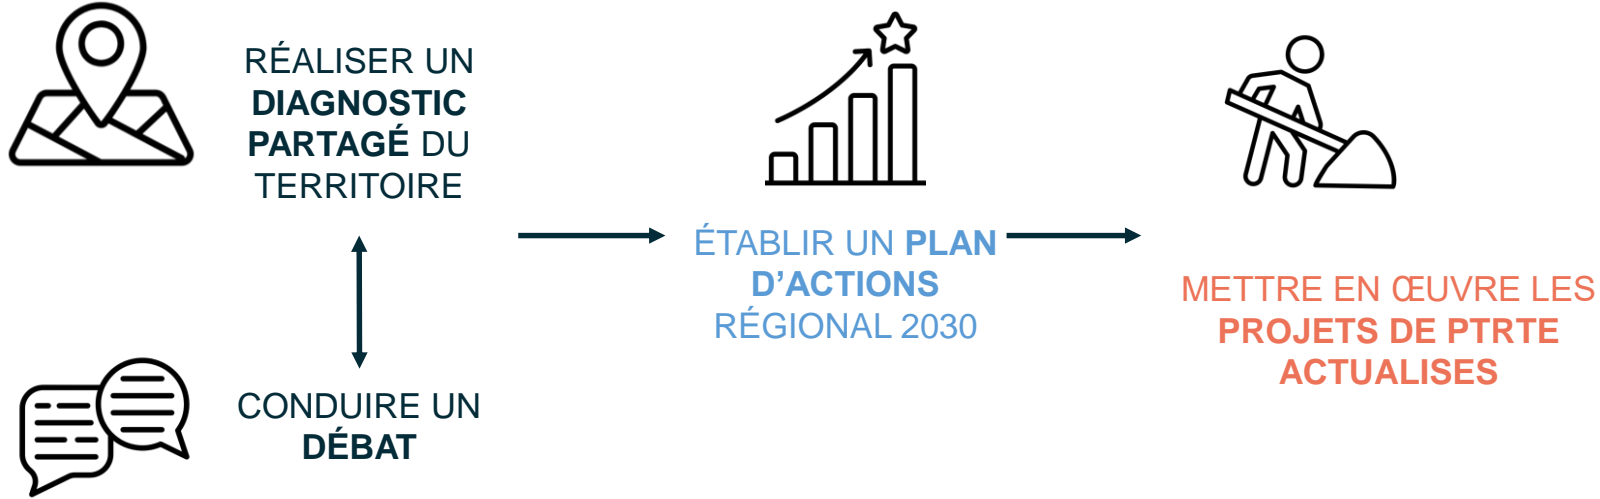 RÉALISER UN
DIAGNOSTIC
PARTAGÉ DU
TERRITOIRE
CONDUIRE UN
DÉBAT
ÉTABLIR UN PLAN
D’ACTIONS
RÉGIONAL 2030
METTRE EN ŒUVRE LES
PROJETS DE PTRTE
ACTUALISES